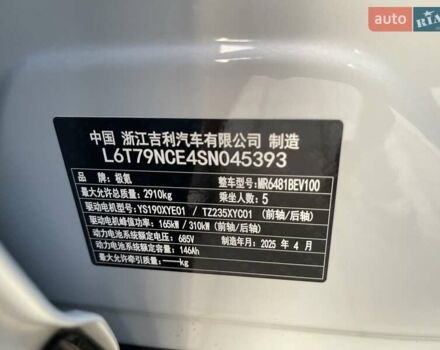 auto RIA
中国 浙江吉利汽车有限公司 制造
L6T79NCE4SN045393
品牌：极氪 整车型号：MR6481BEV100
最大允许总质量：2910kg 乘坐人数：5
驱动电机型号：YS190XYE01 / TZ235XYC01 (前轴/后轴)
驱动电机峰值功率：165kW / 310kW (前轴/后轴)
动力电池系统额定电压：685V 制造年月：2025 年 4 月
动力电池系统额定容量：146Ah
最大允许牵引质量：——kg